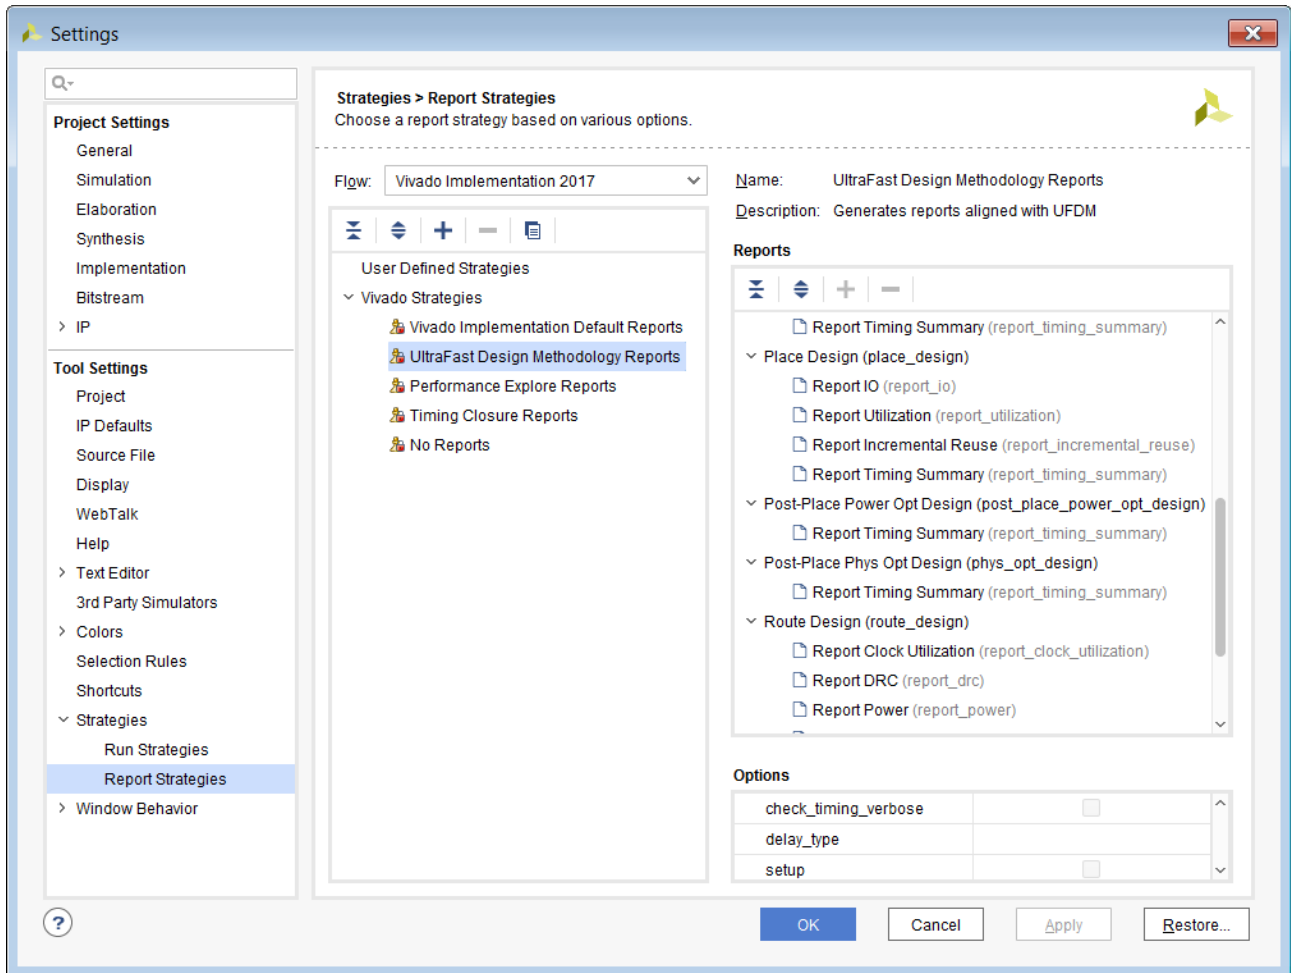 Settings
Project Settings
General
Simulation
Elaboration
Synthesis
Implementation
Bitstream
IP
Tool Settings
Project
IP Defaults
Source File
Display
WebTalk
Help
Text Editor
3rd Party Simulators
Colors
Selection Rules
Shortcuts
Strategies
Run Strategies
Report Strategies
Window Behavior
Strategies > Report Strategies
Choose a report strategy based on various options.
Flow: Vivado Implementation 2017
User Defined Strategies
Vivado Strategies
Vivado Implementation Default Reports
UltraFast Design Methodology Reports
Performance Explore Reports
Timing Closure Reports
No Reports
Name: UltraFast Design Methodology Reports
Description: Generates reports aligned with UFDM
Reports
Report Timing Summary (report_timing_summary)
Place Design (place_design)
Report IO (report_io)
Report Utilization (report_utilization)
Report Incremental Reuse (report_incremental_reuse)
Report Timing Summary (report_timing_summary)
Post-Place Power Opt Design (post_place_power_opt_design)
Report Timing Summary (report_timing_summary)
Post-Place Phys Opt Design (phys_opt_design)
Report Timing Summary (report_timing_summary)
Route Design (route_design)
Report Clock Utilization (report_clock_utilization)
Report DRC (report_drc)
Report Power (report_power)
Options
check_timing_verbose
delay_type
setup
?
OK
Cancel
Apply
Restore...